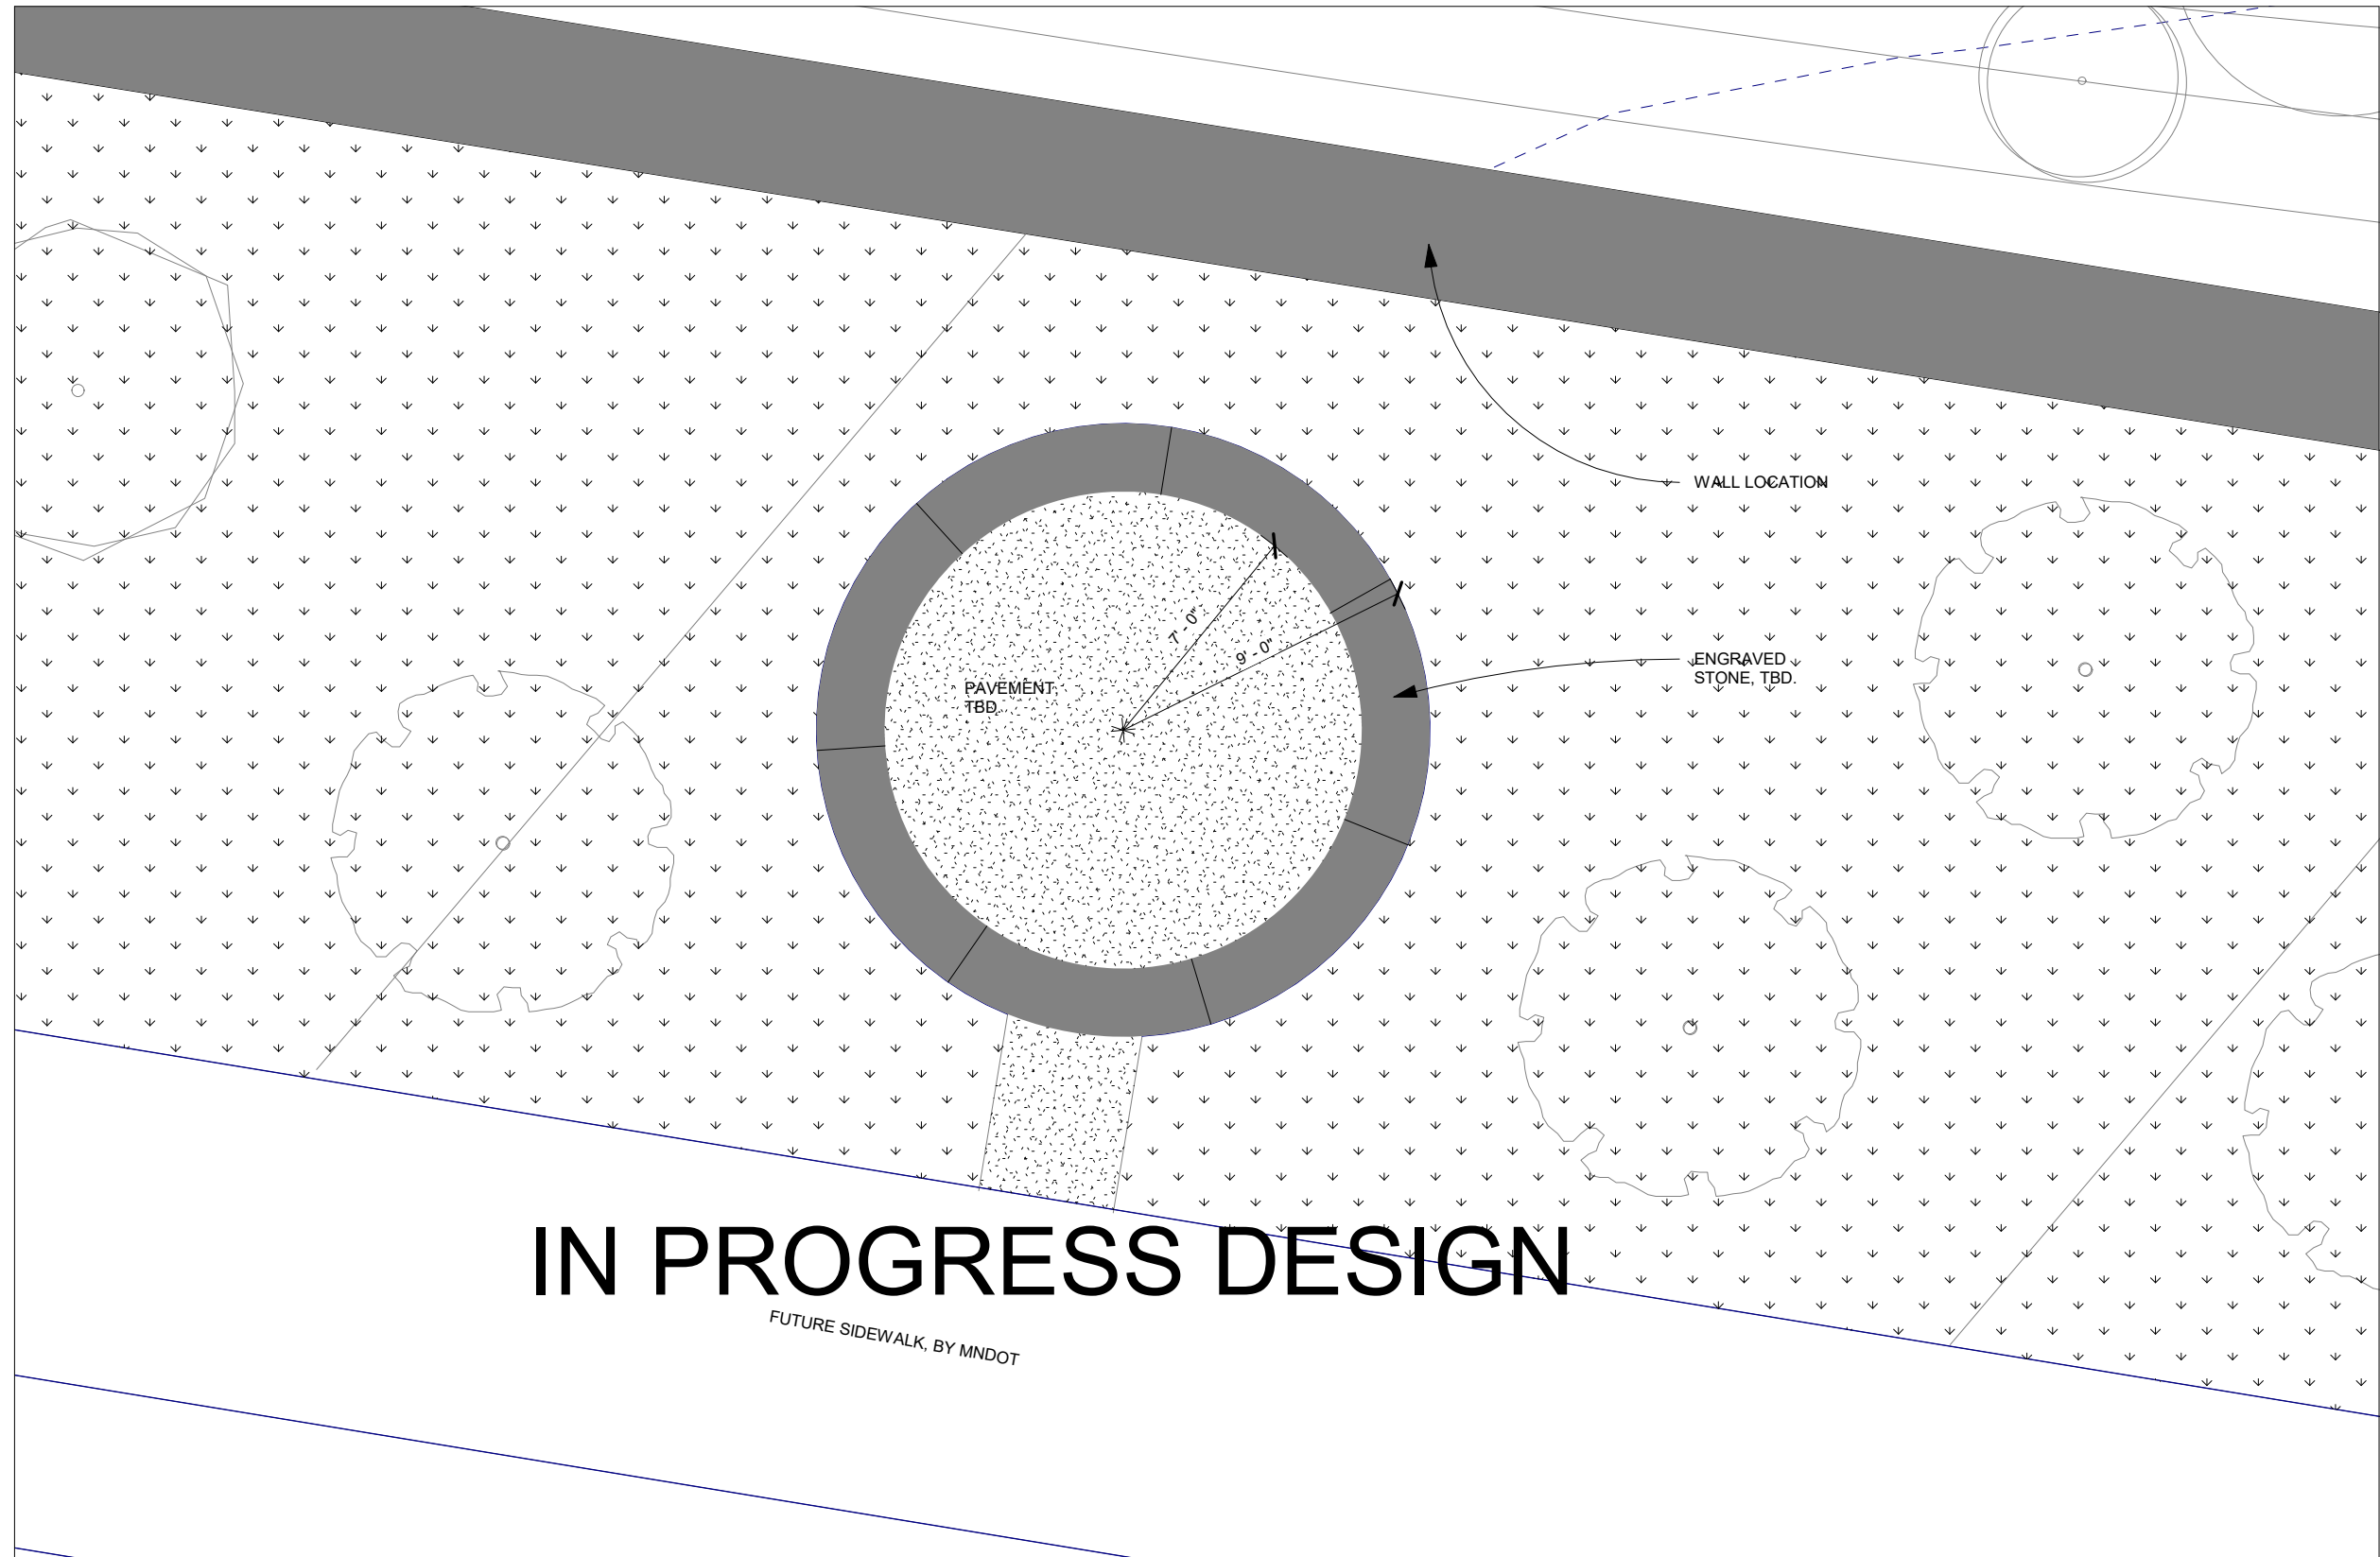 WALL LOCATION
7' - 0"
9' - 0"
ENGRAVED
STONE, TBD.
PAVEMENT
TBD.
IN PROGRESS DESIGN
FUTURE SIDEWALK, BY MNDOT